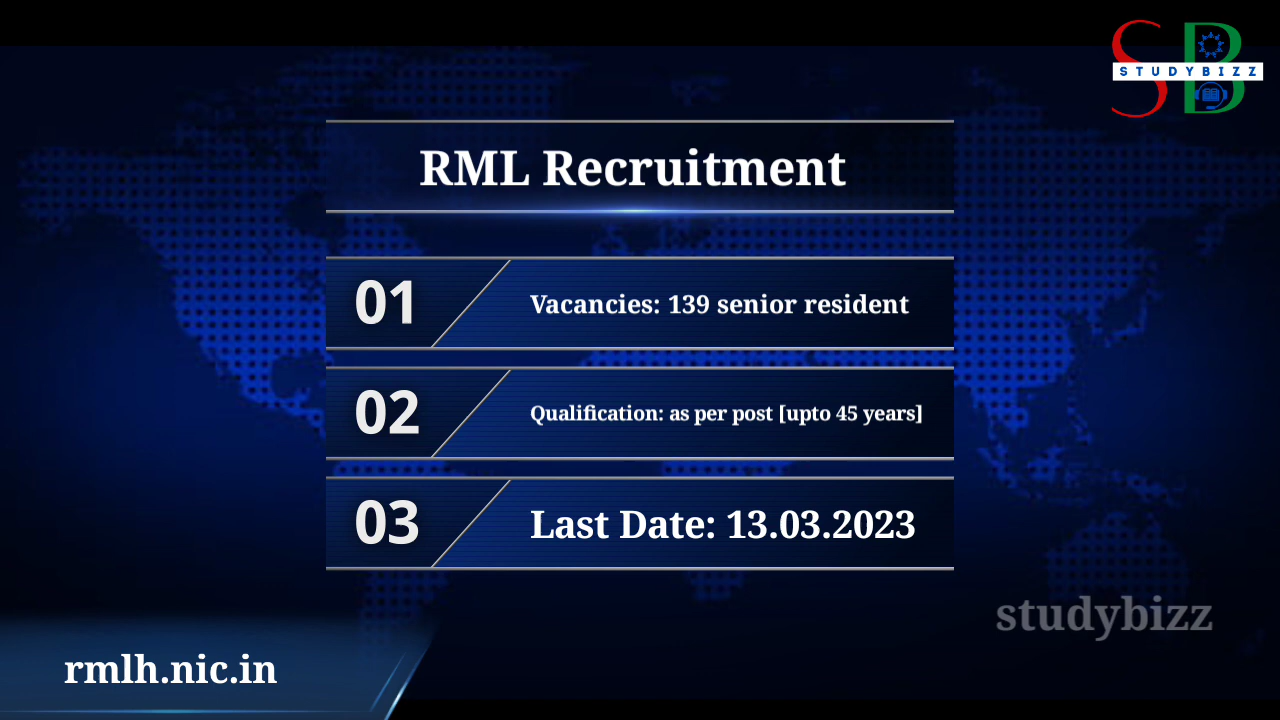 STUDYBIZZ
RML Recruitment
01
Vacancies: 139 senior resident
02
Qualification: as per post [upto 45 years]
03
Last Date: 13.03.2023
studybizz
rmlh.nic.in